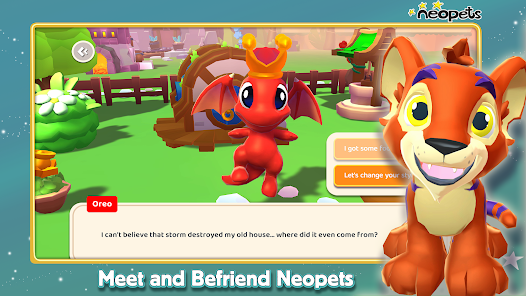 neopets
I got some
Let's change your
Oreo
I can't believe that storm destroyed my old house... where did it even come from?
Meet and Befriend Neopets